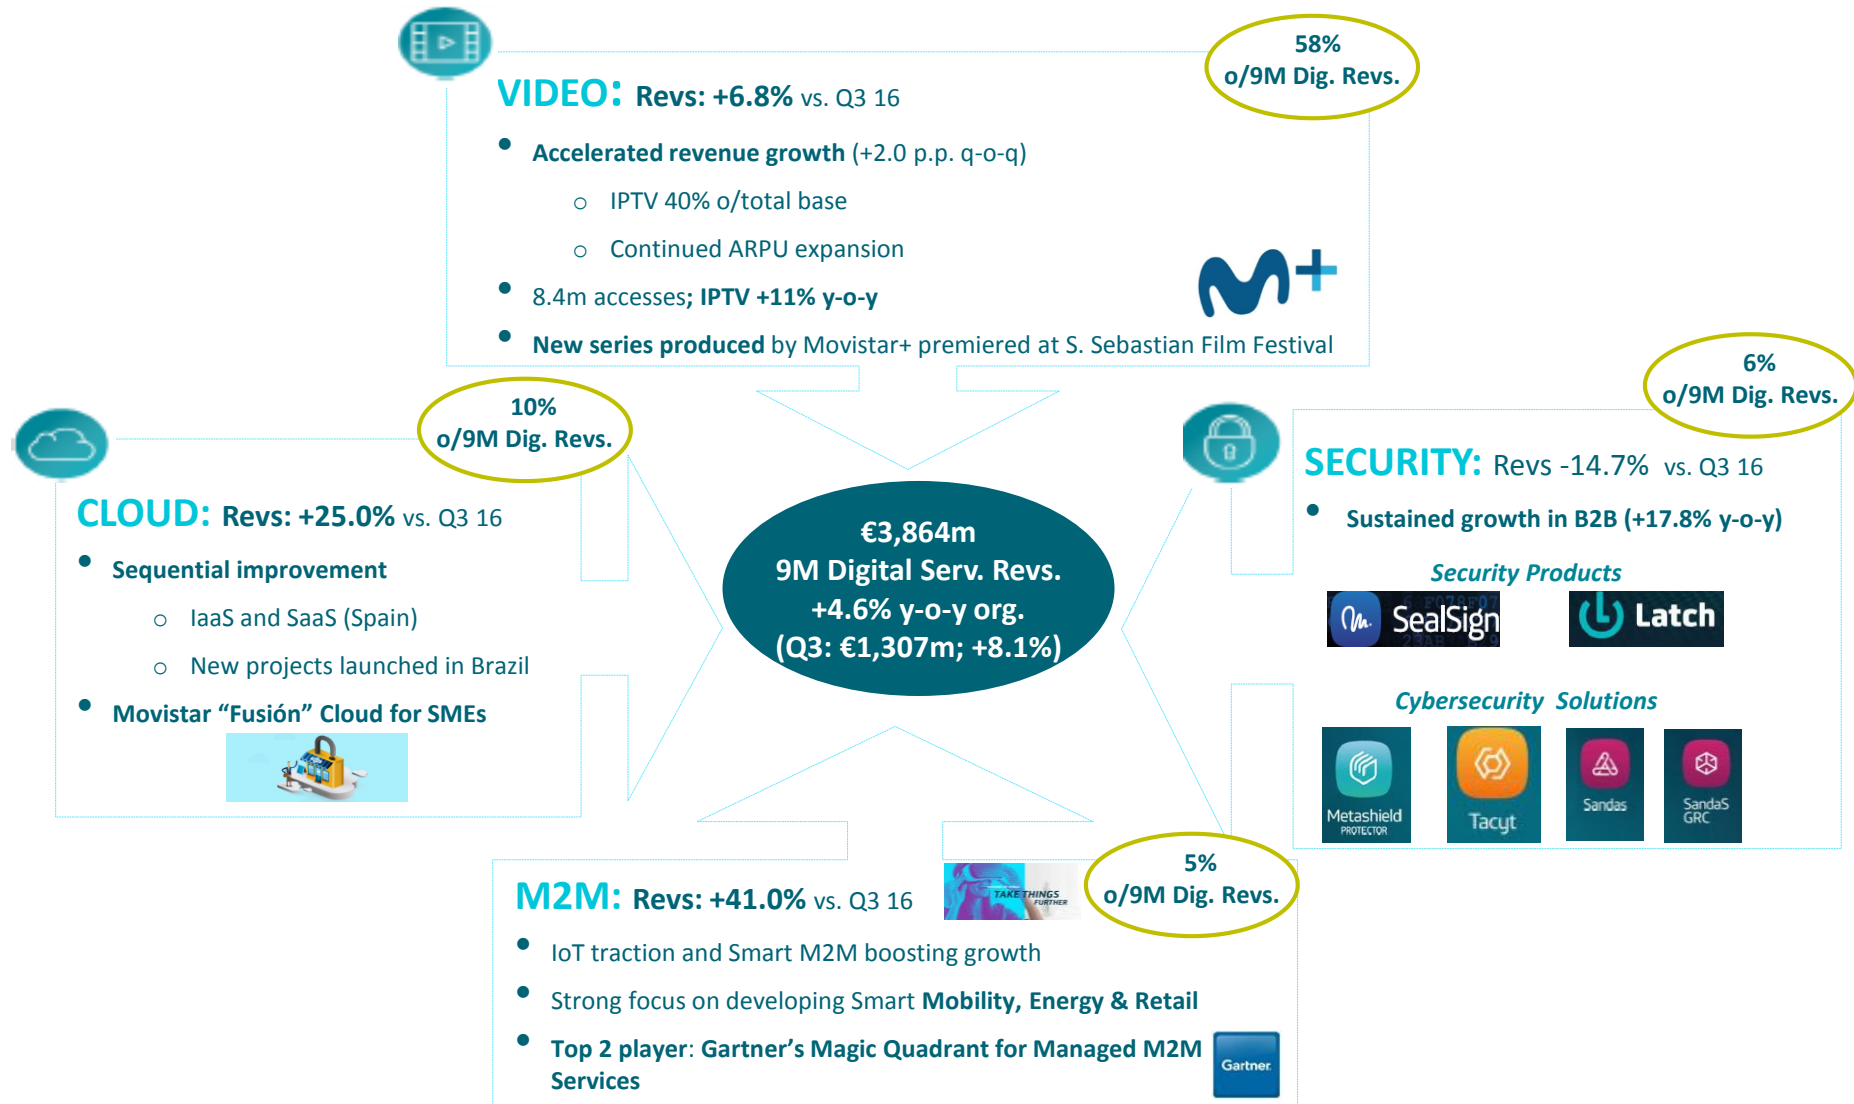 58%
o/9M Dig. Revs.
VIDEO: Revs: +6.8% vs. Q3 16
• Accelerated revenue growth (+2.0 p.p. q-o-q)
o IPTV 40% o/total base
o Continued ARPU expansion
• 8.4m accesses; IPTV +11% y-o-y
• New series produced by Movistar+ premiered at S. Sebastian Film Festival
10%
o/9M Dig. Revs.
CLOUD: Revs: +25.0% vs. Q3 16
• Sequential improvement
o IaaS and SaaS (Spain)
o New projects launched in Brazil
• Movistar “Fusión” Cloud for SMEs
€3,864m
9M Digital Serv. Revs.
+4.6% y-o-y org.
(Q3: €1,307m; +8.1%)
6%
o/9M Dig. Revs.
SECURITY: Revs -14.7% vs. Q3 16
• Sustained growth in B2B (+17.8% y-o-y)
Security Products
SealSign
Latch
Cybersecurity Solutions
Metashield
PROTECTOR
Tacyt
Sandas
SandaS
GRC
5%
o/9M Dig. Revs.
M2M: Revs: +41.0% vs. Q3 16
TAKE THINGS
FURTHER
• IoT traction and Smart M2M boosting growth
• Strong focus on developing Smart Mobility, Energy & Retail
• Top 2 player: Gartner’s Magic Quadrant for Managed M2M
Services
Gartner